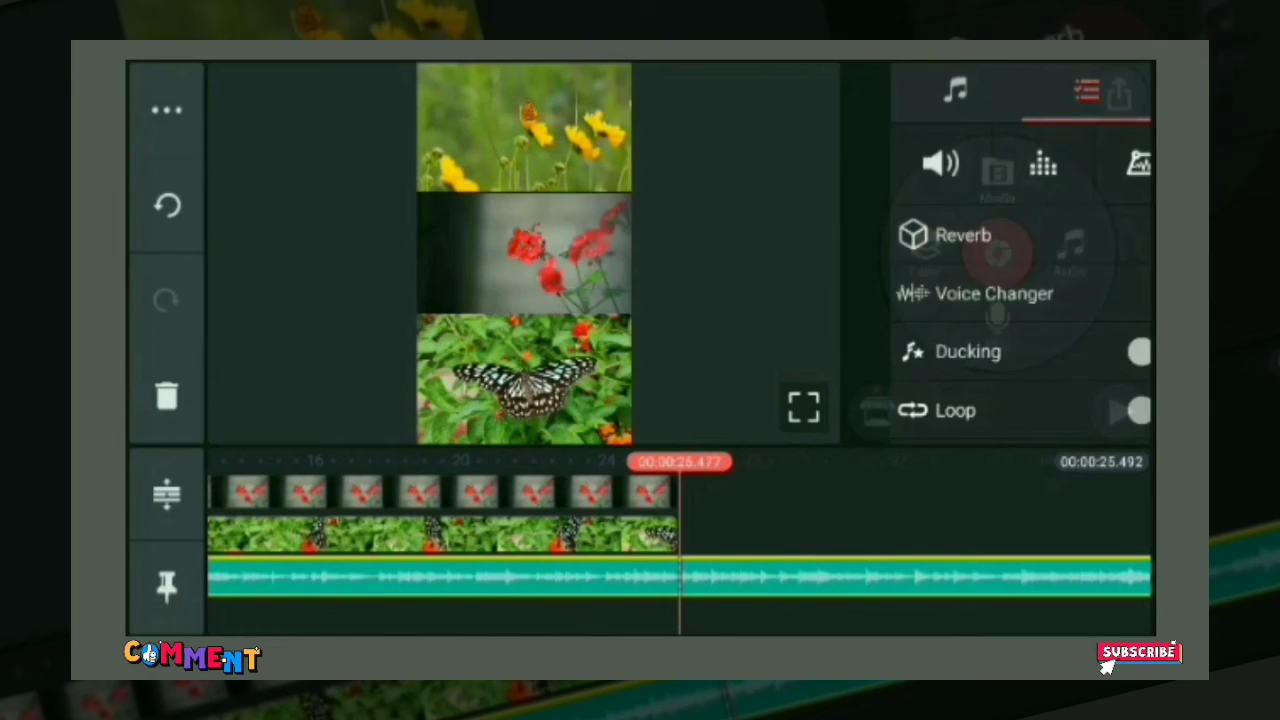 Media
Reverb
Audio
Voice Changer
Ducking
Loop
16
20
24
00:00:25.477
00:00:25.492
COMMENT
SUBSCRIBE